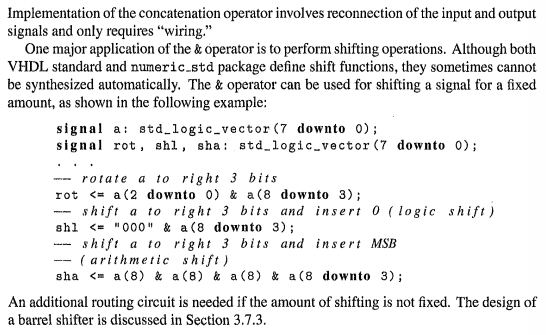 Implementation of the concatenation operator involves reconnection of the input and output
signals and only requires “wiring.”
One major application of the & operator is to perform shifting operations. Although both
VHDL standard and numeric_std package define shift functions, they sometimes cannot
be synthesized automatically. The & operator can be used for shifting a signal for a fixed
amount, as shown in the following example:
signal a: std_logic_vector(7 downto 0);
signal rot, shl, sha: std_logic_vector(7 downto 0);
. . .
-- rotate a to right 3 bits
rot <= a(2 downto 0) & a(8 downto 3);
-- shift a to right 3 bits and insert 0 (logic shift)
shl <= "000" & a(8 downto 3);
-- shift a to right 3 bits and insert MSB
-- (arithmetic shift)
sha <= a(8) & a(8) & a(8) & a(8 downto 3);
An additional routing circuit is needed if the amount of shifting is not fixed. The design of
a barrel shifter is discussed in Section 3.7.3.